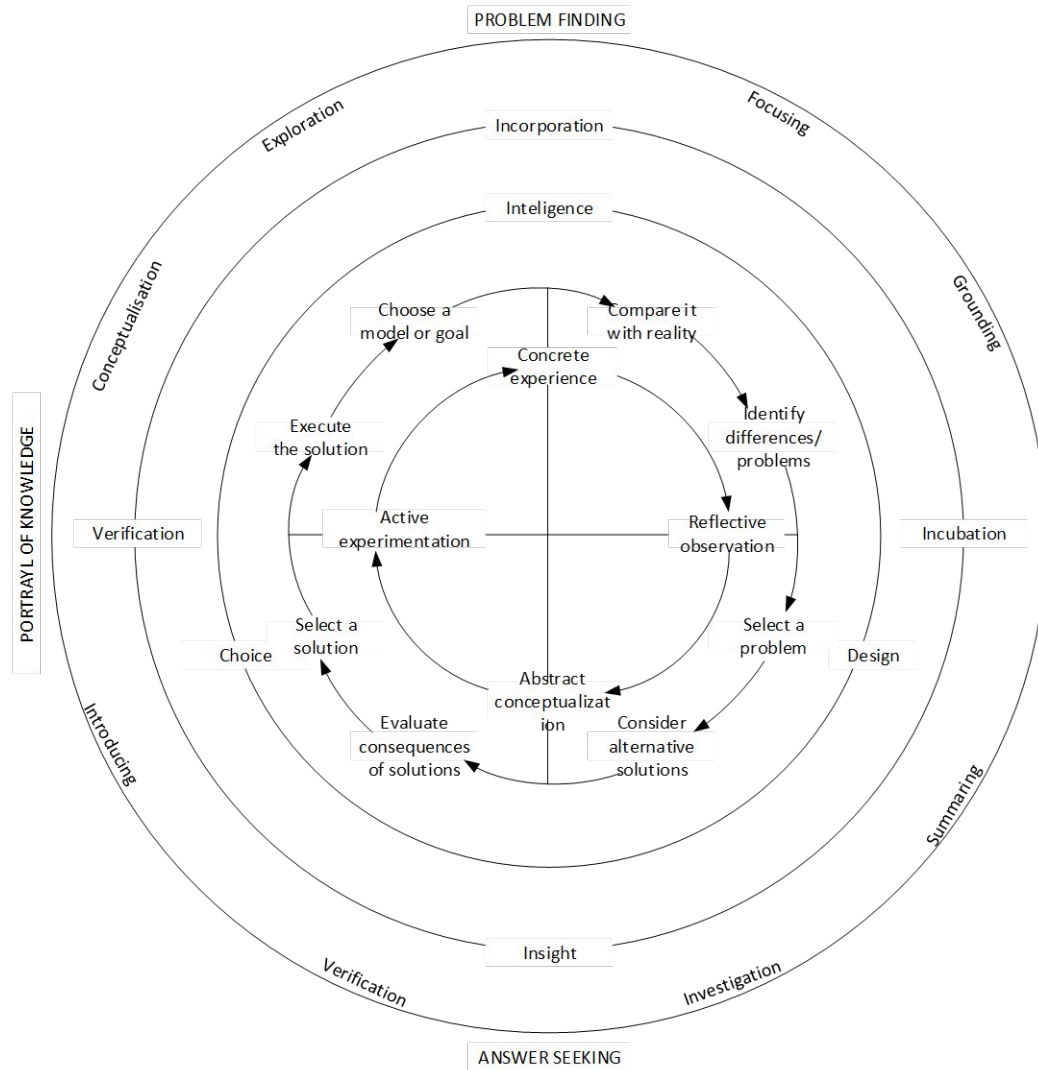 PROBLEM FINDING
Exploration
Focusing
Incorporation
Inteligence
Conceptualisation
Grounding
Choose a
model or goal
Compare it
with reality
Concrete
experience
Execute
the solution
Identify
differences/
problems
PORTRAYL OF KNOWLEDGE
Verification
Active
experimentation
Reflective
observation
Incubation
Choice
Select a
solution
Select a
problem
Design
Abstract
conceptualizat
ion
Evaluate
consequences
of solutions
Consider
alternative
solutions
Introducing
Summaring
Insight
Verification
Investigation
ANSWER SEEKING